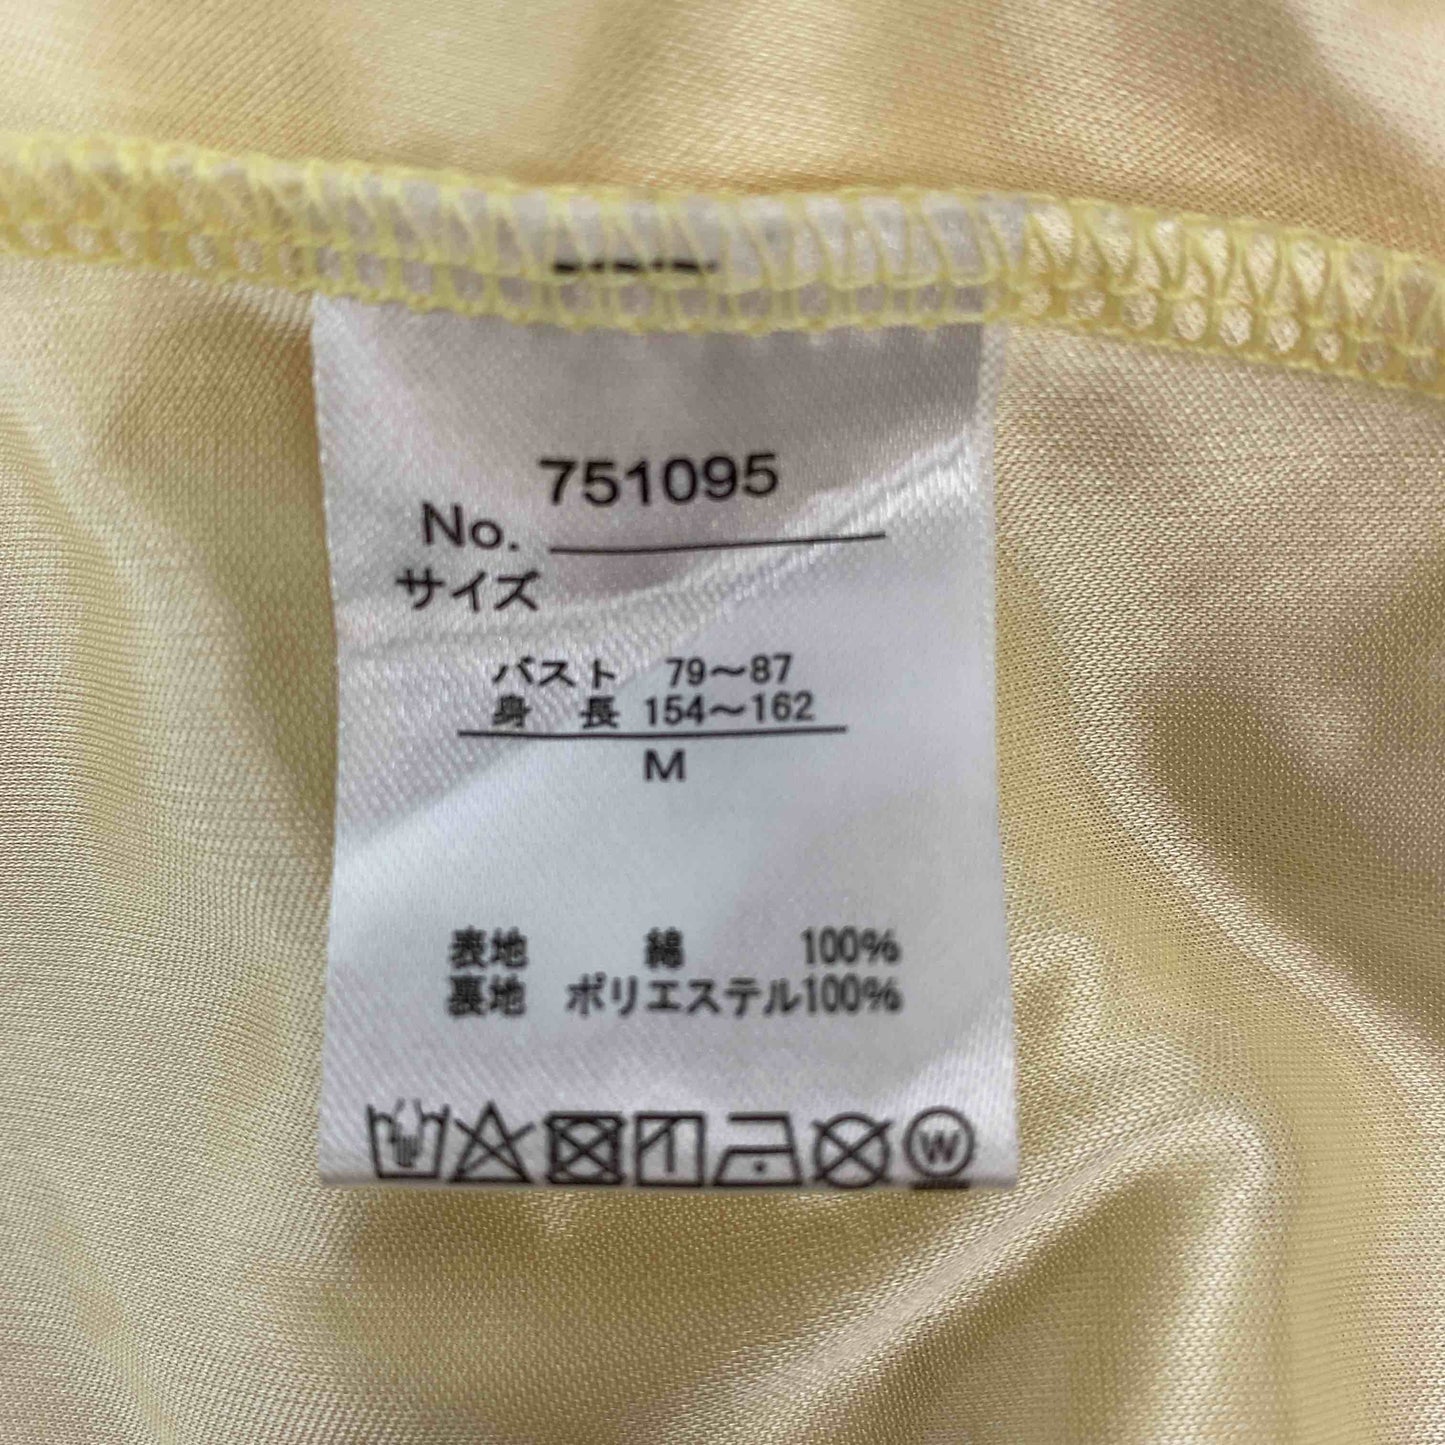 751095
No.
サイズ
バスト 79～87
身 長 154～162
M
表地 綿 100%
裏地 ポリエステル100%
W